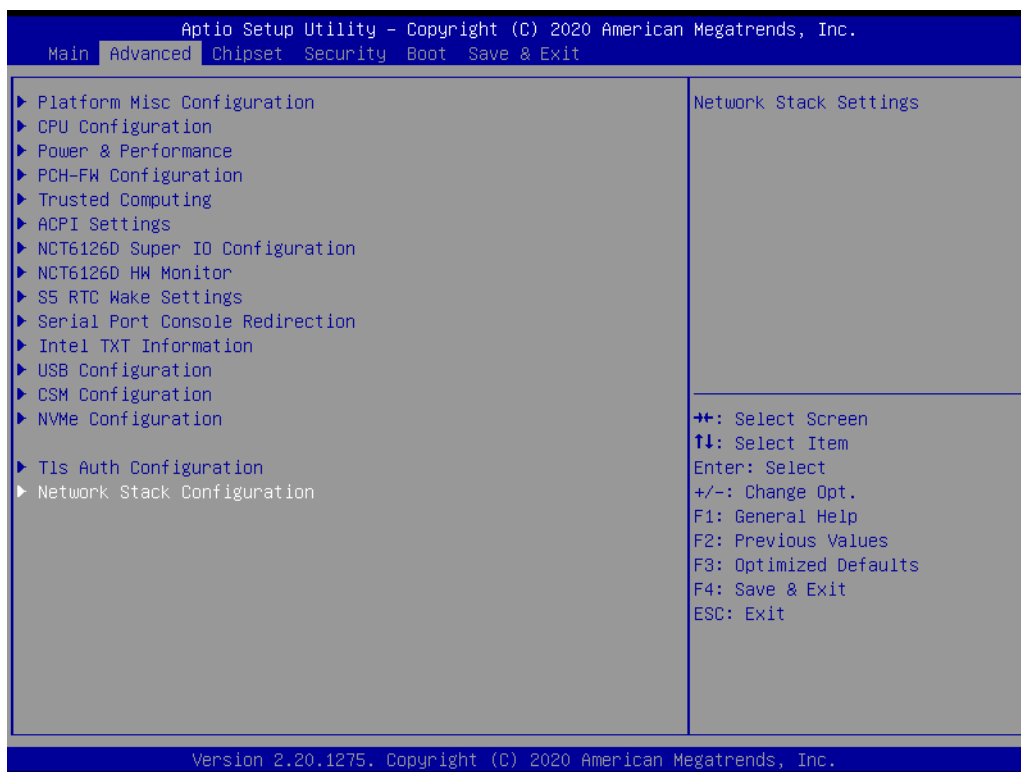 Aptio Setup Utility – Copyright (C) 2020 American Megatrends, Inc.
Main Advanced Chipset Security Boot Save & Exit
Platform Misc Configuration
CPU Configuration
Power & Performance
PCH-FW Configuration
Trusted Computing
ACPI Settings
NCT6126D Super IO Configuration
NCT6126D HW Monitor
S5 RTC Wake Settings
Serial Port Console Redirection
Intel TXT Information
USB Configuration
CSM Configuration
NVMe Configuration
Tls Auth Configuration
Network Stack Configuration
Network Stack Settings
→←: Select Screen
↑↓: Select Item
Enter: Select
+/-: Change Opt.
F1: General Help
F2: Previous Values
F3: Optimized Defaults
F4: Save & Exit
ESC: Exit
Version 2.20.1275. Copyright (C) 2020 American Megatrends, Inc.